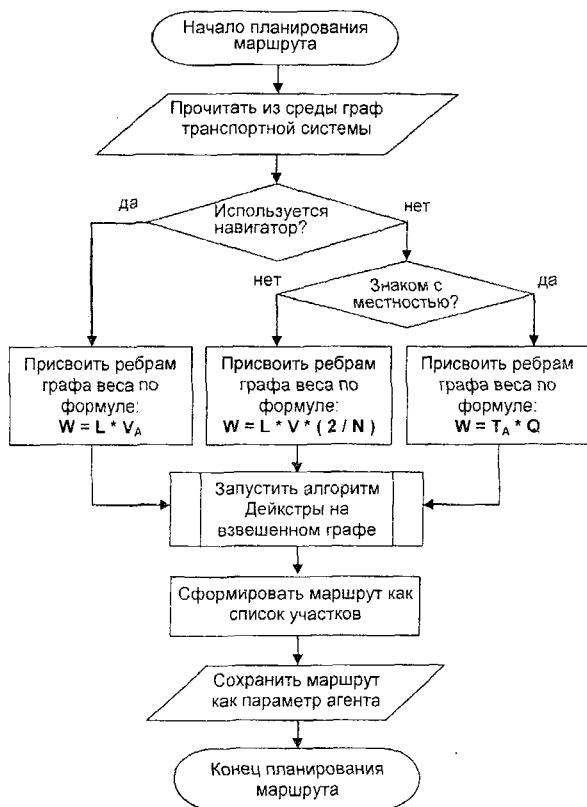 Начало планирования
маршрута
Прочитать из среды граф
транспортной системы
да
Используется
навигатор?
нет
нет
Знаком с
местностью?
да
Присвоить ребрам
графа веса по
формуле:
W = L * VA
Присвоить ребрам
графа веса по
формуле:
W = L * V * ( 2 / N )
Присвоить ребрам
графа веса по
формуле:
W = TA * Q
Запустить алгоритм
Дейкстры на
взвешенном графе
Сформировать маршрут как
список участков
Сохранить маршрут
как параметр агента
Конец планирования
маршрута